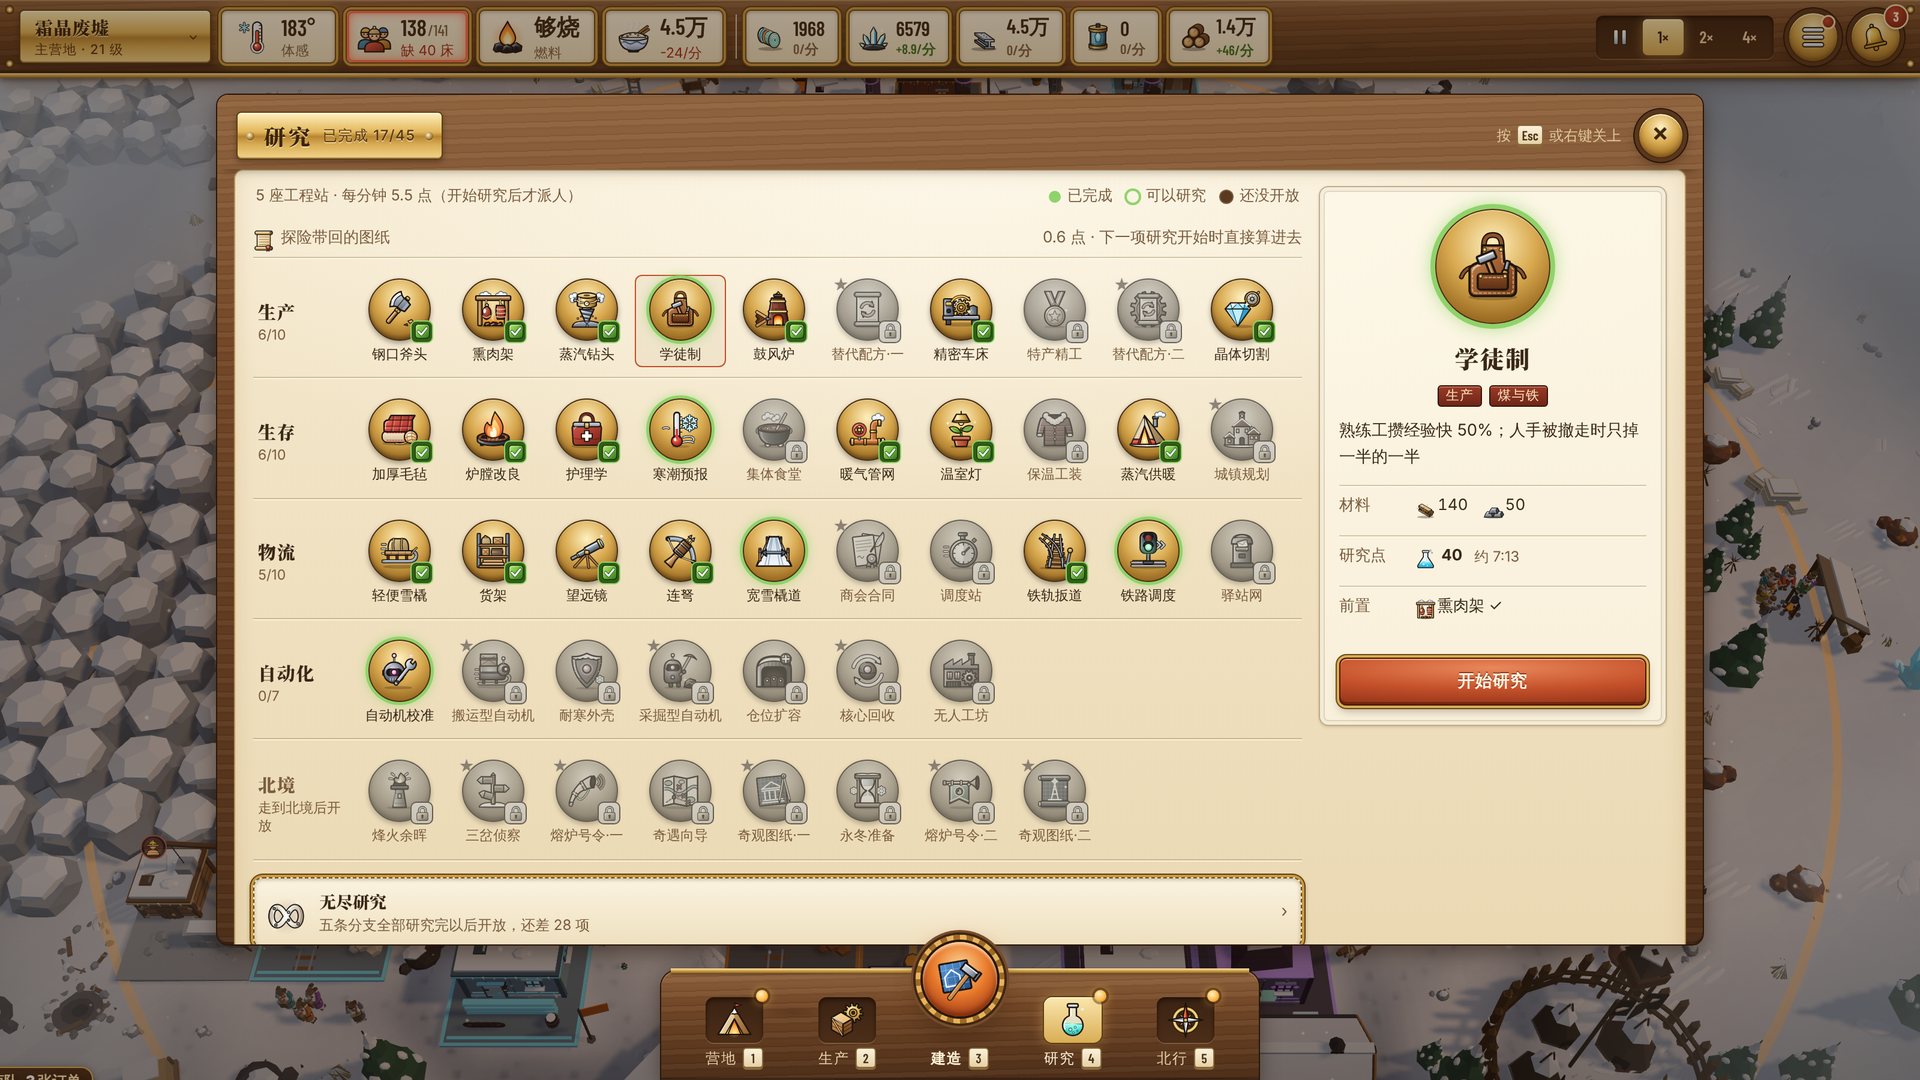 霜晶废墟
主营地 · 21 级
183°
体感
138/141
缺 40 床
够烧
燃料
4.5万
-24/分
1968
0/分
6579
+8.9/分
4.5万
0/分
0
0/分
1.4万
+46/分
1×
2×
4×
3
研究 已完成 17/45
按 Esc 或右键关上
5 座工程站 · 每分钟 5.5 点（开始研究后才派人）
已完成 可以研究 还没开放
探险带回的图纸
0.6 点 · 下一项研究开始时直接算进去
生产
6/10
钢口斧头 熏肉架 蒸汽钻头 学徒制 鼓风炉 替代配方·一 精密车床 特产精工 替代配方·二 晶体切割
生存
6/10
加厚毛毡 炉膛改良 护理学 寒潮预报 集体食堂 暖气管网 温室灯 保温工装 蒸汽供暖 城镇规划
物流
5/10
轻便雪橇 货架 望远镜 连弩 宽雪橇道 商会合同 调度站 铁轨扳道 铁路调度 驿站网
自动化
0/7
自动机校准 搬运型自动机 耐寒外壳 采掘型自动机 仓位扩容 核心回收 无人工坊
北境
走到北境后开
放
烽火余晖 三岔侦察 熔炉号令·一 奇遇向导 奇观图纸·一 永冬准备 熔炉号令·二 奇观图纸·二
无尽研究
五条分支全部研究完以后开放，还差 28 项
学徒制
生产 煤与铁
熟练工攒经验快 50%；人手被撤走时只掉
一半的一半
材料 140 50
研究点 40 约 7:13
前置 熏肉架
开始研究
营地 1
生产 2
建造 3
研究 4
北行 5